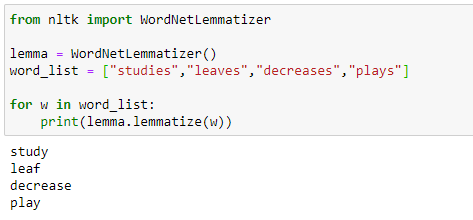 from nltk import WordNetLemmatizer
lemma = WordNetLemmatizer()
word_list = ["studies","leaves","decreases","plays"]
for w in word_list:
    print(lemma.lemmatize(w))
study
leaf
decrease
play